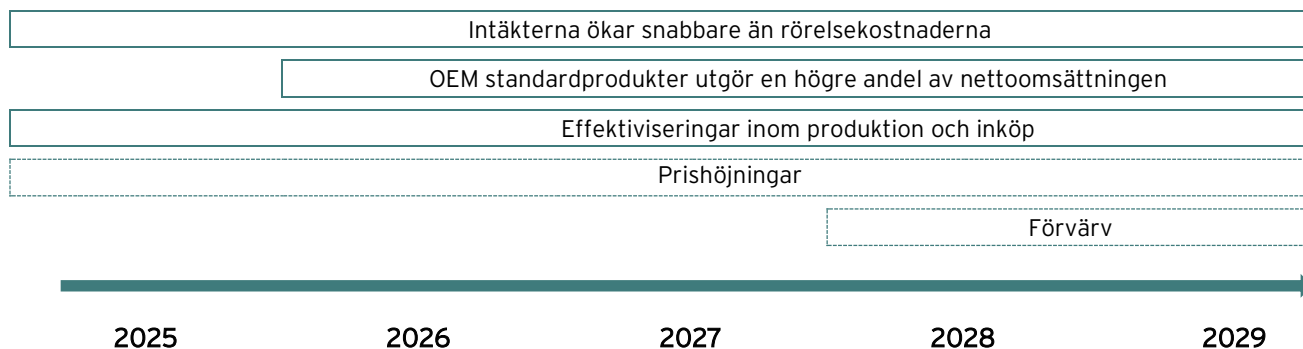 Intäkterna ökar snabbare än rörelsekostnaderna
OEM standardprodukter utgör en högre andel av nettoomsättningen
Effektiviseringar inom produktion och inköp
Prishöjningar
Förvärv
2025 2026 2027 2028 2029